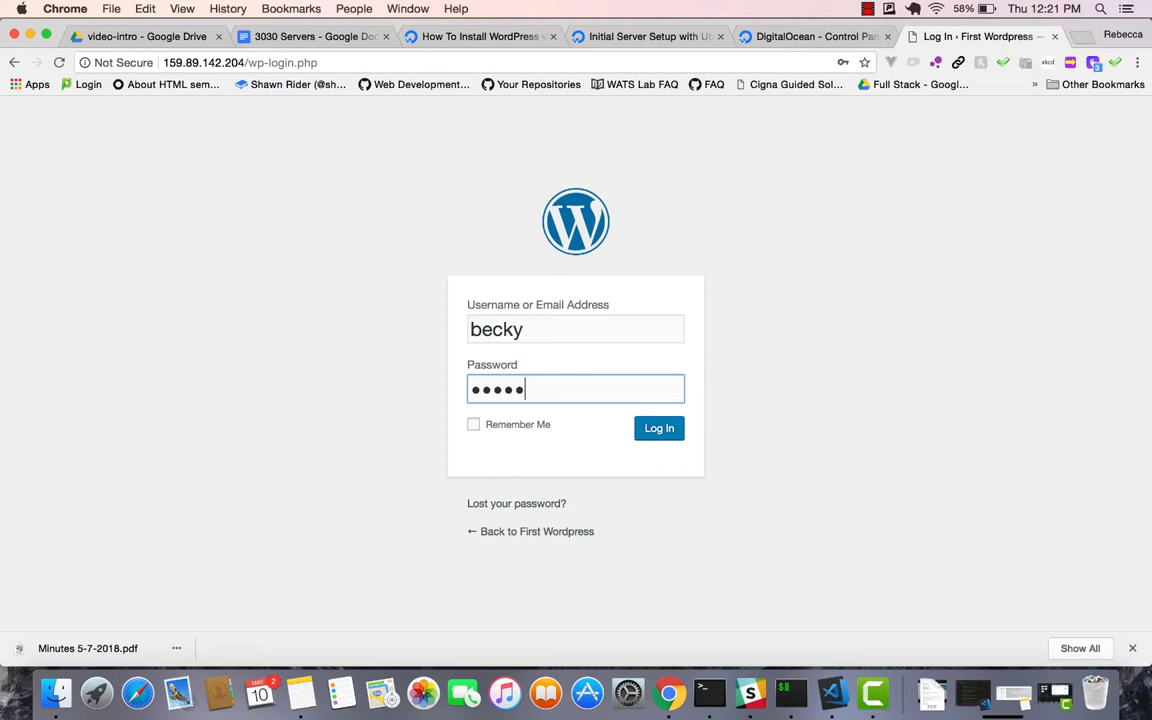 Chrome File Edit View History Bookmarks People Window Help 58% Thu 12:21 PM
video-intro - Google Drive × 3030 Servers - Google Doc × How To Install WordPress w × Initial Server Setup with Ub × DigitalOcean - Control Pan × Log In ‹ First Wordpress — × Rebecca
Not Secure 159.89.142.204/wp-login.php xkcd
Apps Login About HTML sem... Shawn Rider (@sh... Web Development... Your Repositories WATS Lab FAQ FAQ Cigna Guided Sol... Full Stack - Googl... » Other Bookmarks
Username or Email Address
becky
Password
•••••
Remember Me Log In
Lost your password?
← Back to First Wordpress
Minutes 5-7-2018.pdf ••• Show All ×
MAY 2
10